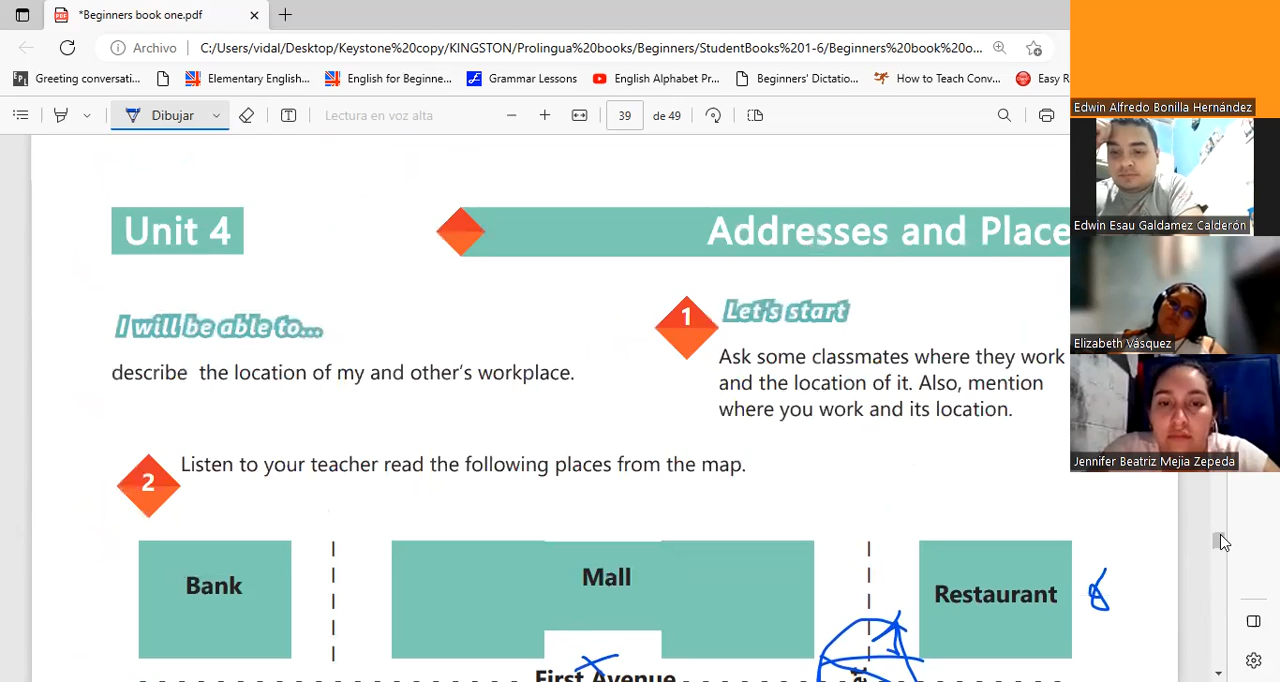 *Beginners book one.pdf
Archivo
C:/Users/vidal/Desktop/Keystone%20copy/KINGSTON/Prolingua%20books/Beginners/StudentBooks%201-6/Beginners%20book%20o...
Greeting conversati...
Elementary English...
English for Beginne...
Grammar Lessons
English Alphabet Pr...
Beginners' Dictatio...
How to Teach Conv...
Easy R
Dibujar
Lectura en voz alta
39
de 49
Edwin Alfredo Bonilla Hernández
Edwin Esau Galdamez Calderón
Elizabeth Vásquez
Jennifer Beatriz Mejia Zepeda
Unit 4
Addresses and Place
I will be able to...
describe the location of my and other's workplace.
1
Let's start
Ask some classmates where they work
and the location of it. Also, mention
where you work and its location.
2
Listen to your teacher read the following places from the map.
Bank
Mall
Restaurant
First Avenue